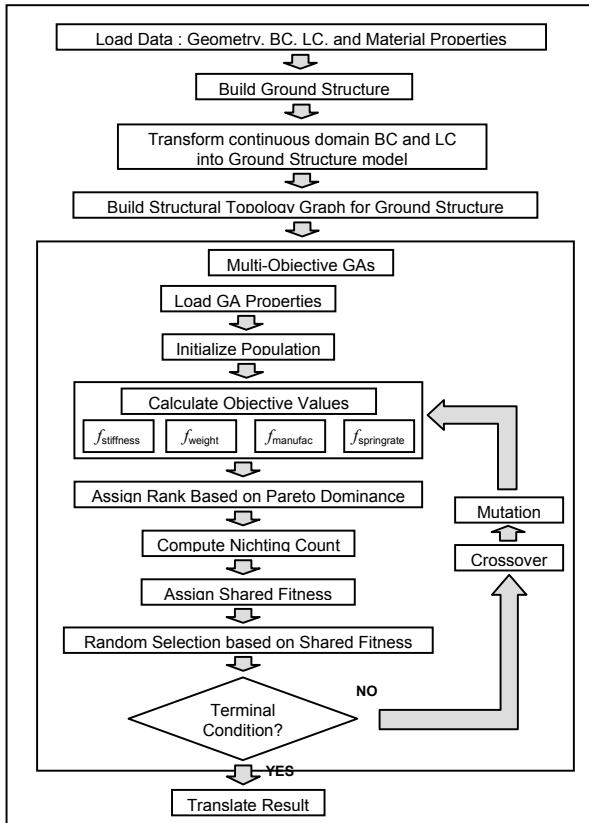 Load Data : Geometry, BC, LC, and Material Properties
Build Ground Structure
Transform continuous domain BC and LC
into Ground Structure model
Build Structural Topology Graph for Ground Structure
Multi-Objective GAs
Load GA Properties
Initialize Population
Calculate Objective Values
fstiffness fweight fmanufac fspringrate
Assign Rank Based on Pareto Dominance
Mutation
Compute Nichting Count
Crossover
Assign Shared Fitness
Random Selection based on Shared Fitness
NO
Terminal
Condition?
YES
Translate Result